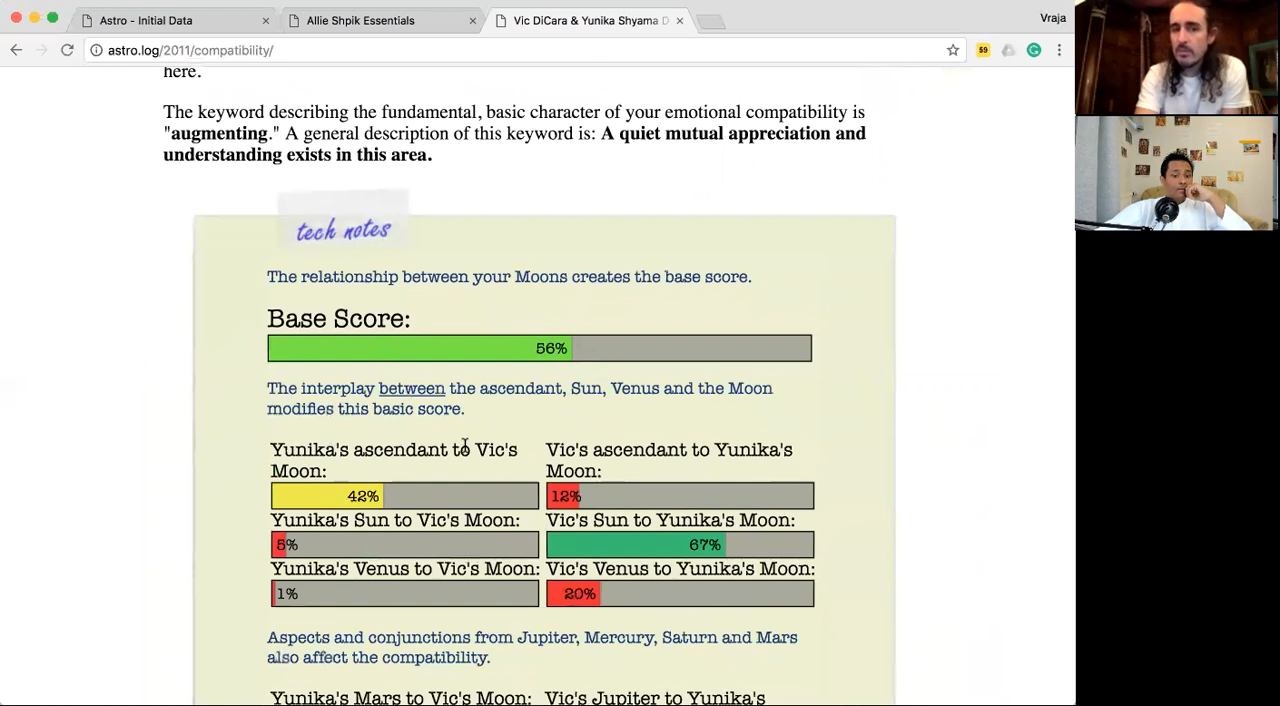 Astro - Initial Data
Allie Shpik Essentials
Vic DiCara & Yunika Shyama D
Vraja
astro.log/2011/compatibility/
59
here.
The keyword describing the fundamental, basic character of your emotional compatibility is
"augmenting." A general description of this keyword is: A quiet mutual appreciation and
understanding exists in this area.
tech notes
The relationship between your Moons creates the base score.
Base Score:
56%
The interplay between the ascendant, Sun, Venus and the Moon
modifies this basic score.
Yunika's ascendant to Vic's
Moon:
42%
Vic's ascendant to Yunika's
Moon:
12%
Yunika's Sun to Vic's Moon:
5%
Vic's Sun to Yunika's Moon:
67%
Yunika's Venus to Vic's Moon:
1%
Vic's Venus to Yunika's Moon:
20%
Aspects and conjunctions from Jupiter, Mercury, Saturn and Mars
also affect the compatibility.
Yunika's Mars to Vic's Moon:
Vic's Jupiter to Yunika's